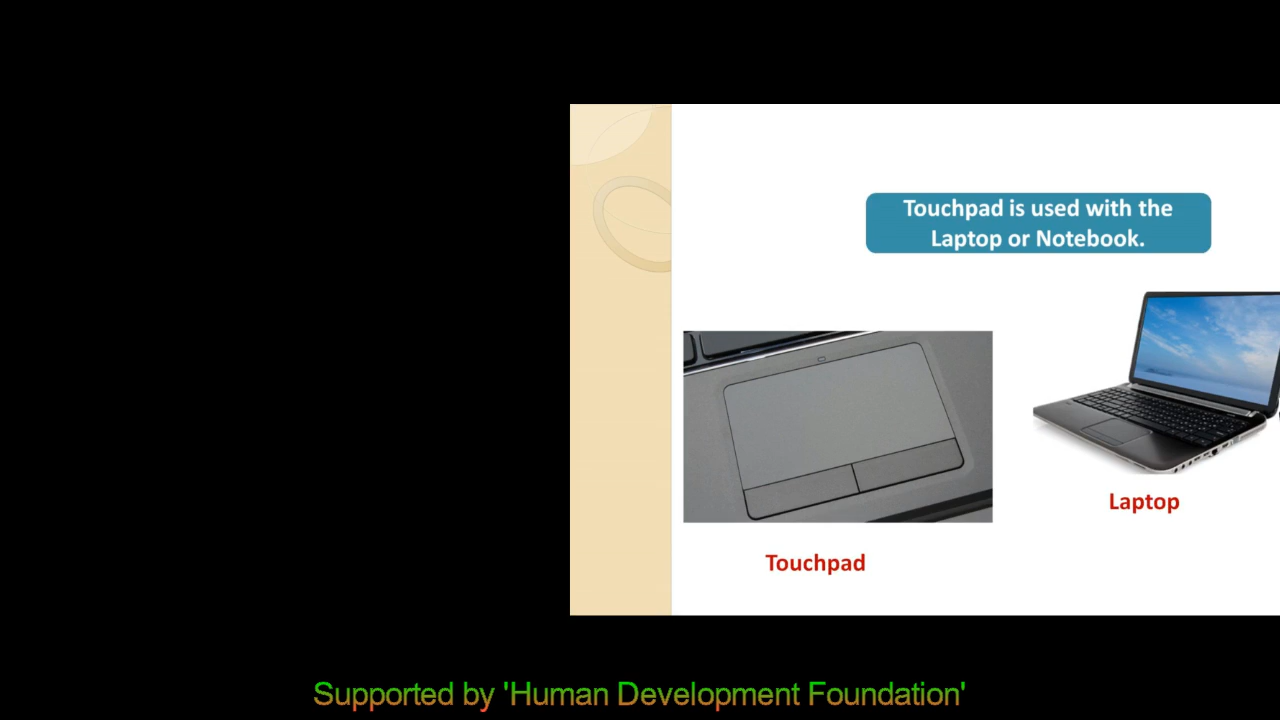 Touchpad is used with the
Laptop or Notebook.
Laptop
Touchpad
Supported by 'Human Development Foundation'